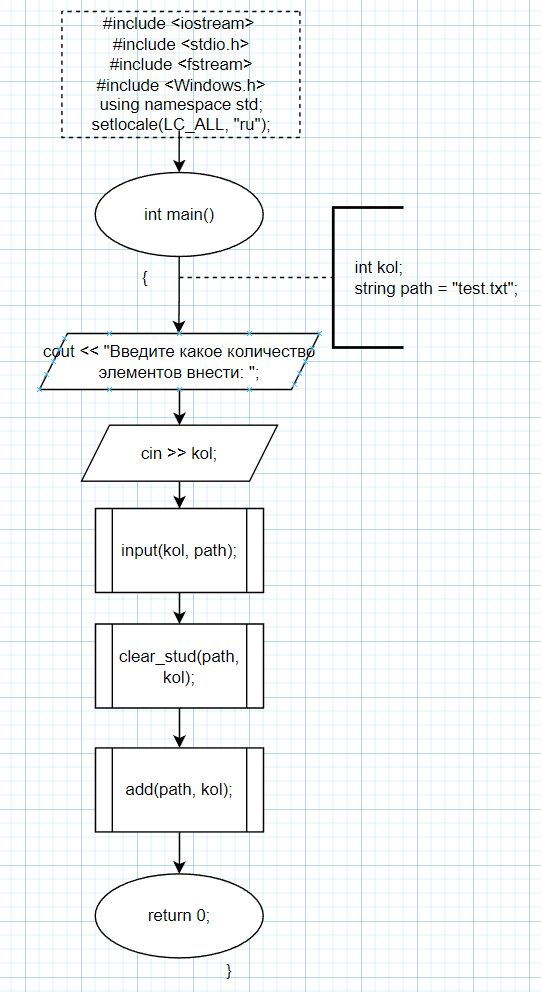 #include <iostream>
#include <stdio.h>
#include <fstream>
#include <Windows.h>
using namespace std;
setlocale(LC_ALL, "ru");
int main()
{
int kol;
string path = "test.txt";
cout << "Введите какое количество
элементов внести: ";
cin >> kol;
input(kol, path);
clear_stud(path,
kol);
add(path, kol);
return 0;
}